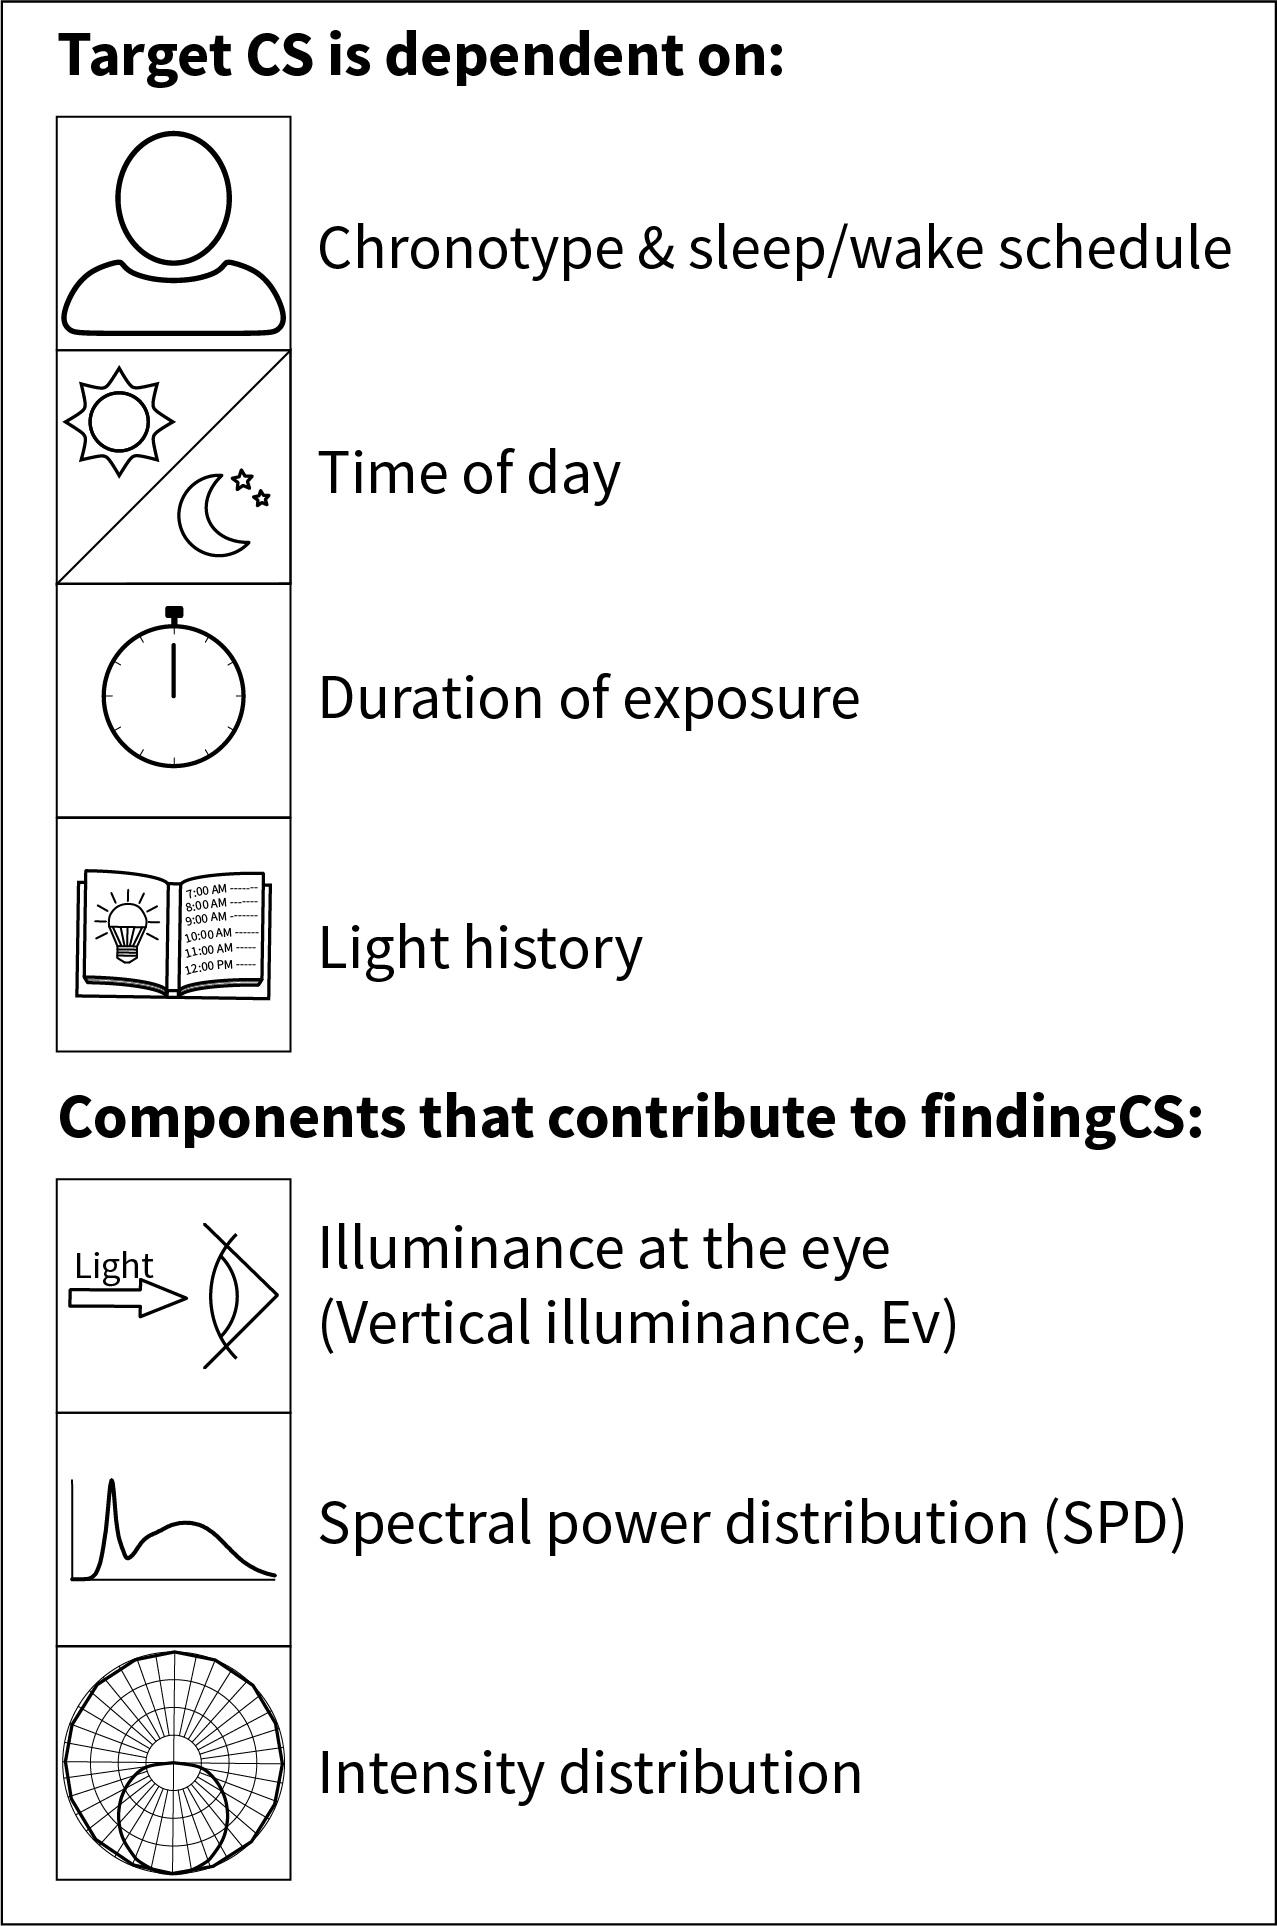 Target CS is dependent on:
Chronotype & sleep/wake schedule
Time of day
Duration of exposure
7:00 AM -------
8:00 AM -------
9:00 AM -------
10:00 AM ------
11:00 AM -----
12:00 PM -----
Light history
Components that contribute to findingCS:
Light
Illuminance at the eye
(Vertical illuminance, Ev)
Spectral power distribution (SPD)
Intensity distribution